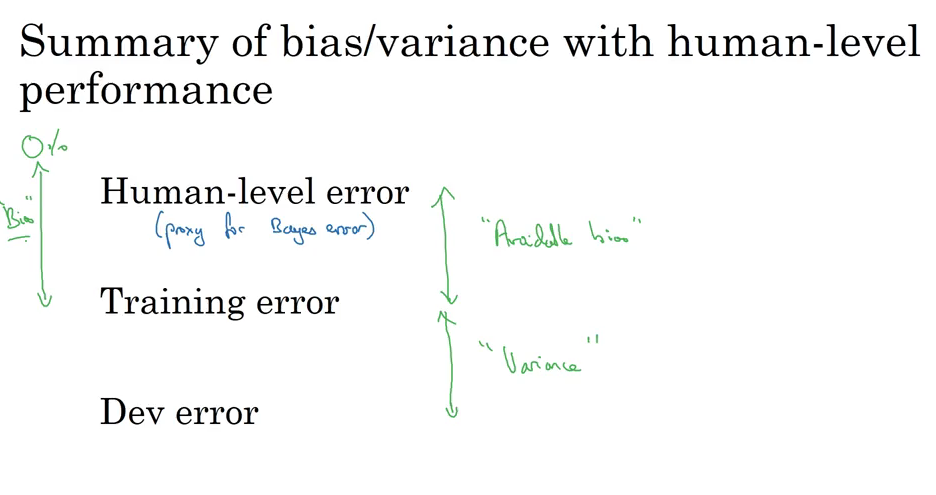 Summary of bias/variance with human-level
performance
0%
"Bias"
Human-level error
(proxy for Bayes error)
"Avoidable bias"
Training error
"Variance"
Dev error